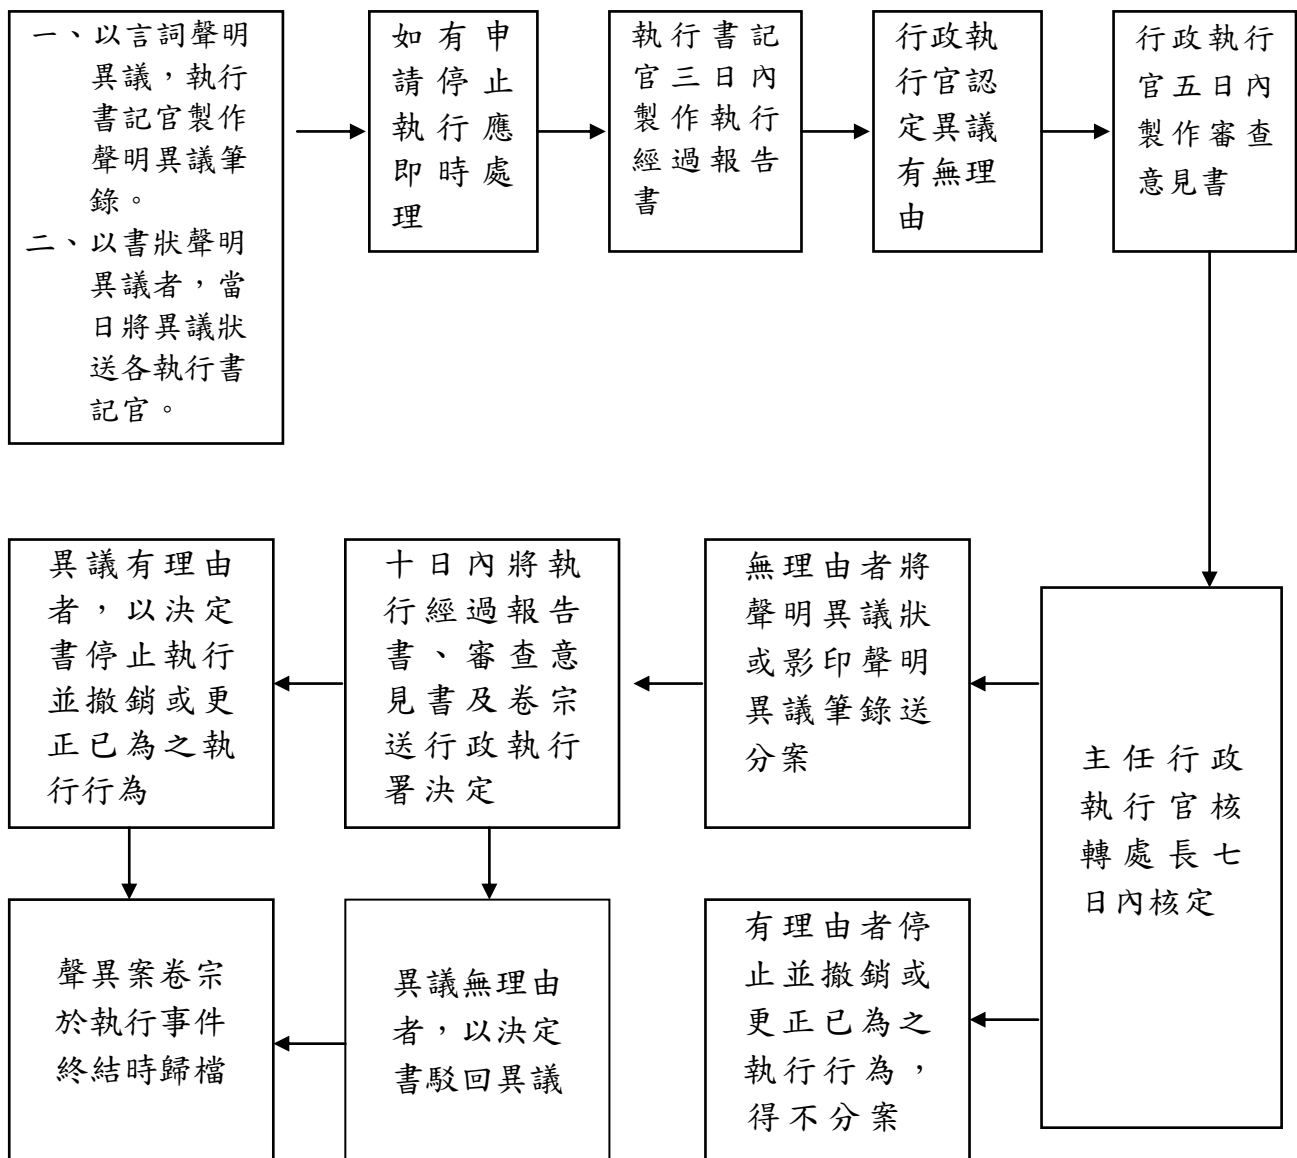 一、以言詞聲明
異議，執行
書記官製作
聲明異議筆
錄。
二、以書狀聲明
異議者，當
日將異議狀
送各執行書
記官。
如有申
請停止
執行應
即時處
理
執行書記
官三日內
製作執行
經過報告
書
行政執
行官認
定異議
有無理
由
行政執行
官五日內
製作審查
意見書
主任行政
執行官核
轉處長七
日內核定
無理由者將
聲明異議狀
或影印聲明
異議筆錄送
分案
有理由者停
止並撤銷或
更正已為之
執行行為，
得不分案
十日內將執
行經過報告
書、審查意
見書及卷宗
送行政執行
署決定
異議有理由
者，以決定
書停止執行
並撤銷或更
正已為之執
行行為
異議無理由
者，以決定
書駁回異議
聲異案卷宗
於執行事件
終結時歸檔